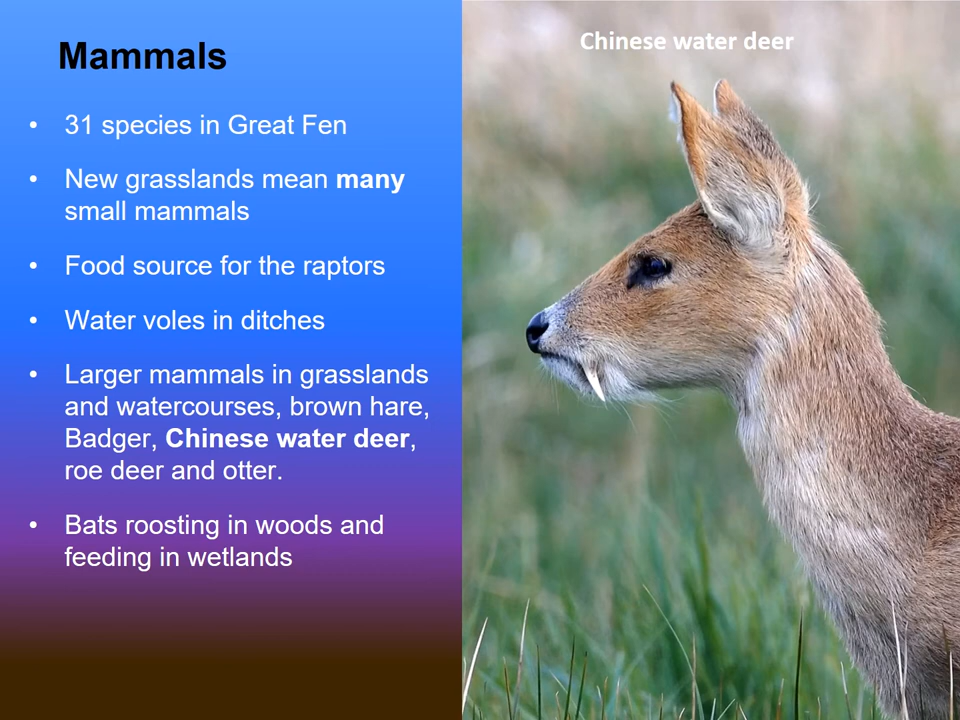 Mammals
• 31 species in Great Fen
• New grasslands mean many
small mammals
• Food source for the raptors
• Water voles in ditches
• Larger mammals in grasslands
and watercourses, brown hare,
Badger, Chinese water deer,
roe deer and otter.
• Bats roosting in woods and
feeding in wetlands
Chinese water deer